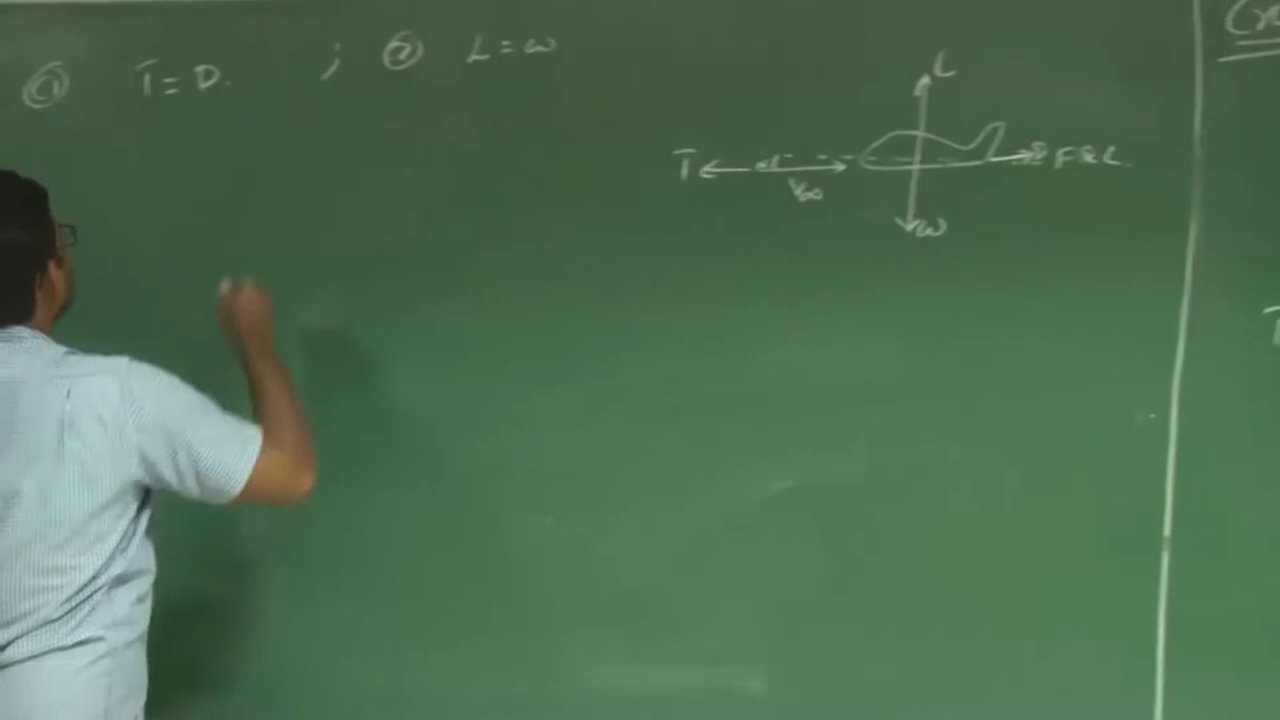 ① T = D. ; ② L = W
L
T V∞ FRL
W